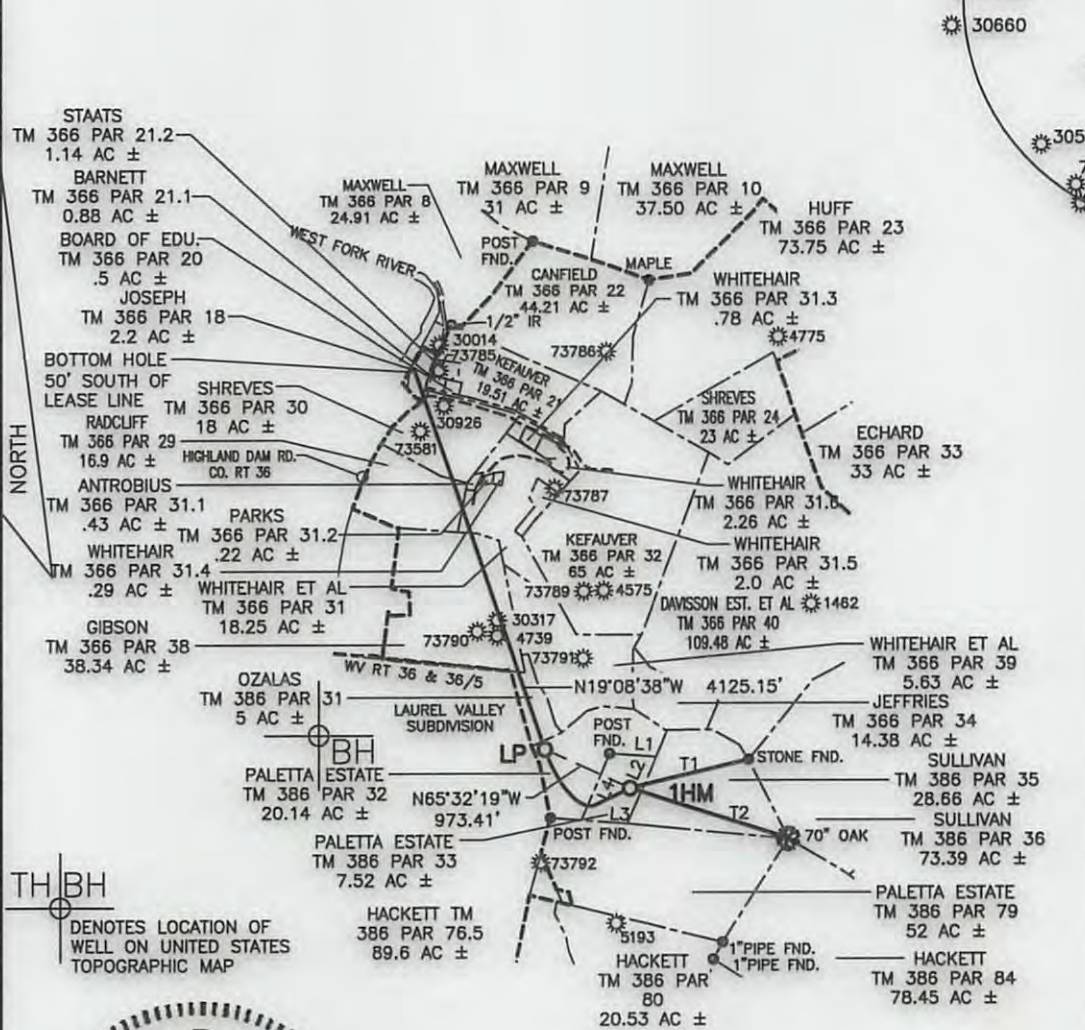 30660
305
7
STAATS
TM 366 PAR 21.2
1.14 AC ±
BARNETT
TM 366 PAR 21.1
0.88 AC ±
BOARD OF EDU.
TM 366 PAR 20
.5 AC ±
JOSEPH
TM 366 PAR 18
2.2 AC ±
BOTTOM HOLE
50' SOUTH OF
LEASE LINE
SHREVES
TM 366 PAR 30
18 AC ±
RADCLIFF
TM 366 PAR 29
16.9 AC ±
HIGHLAND DAM RD.
CO. RT 36
ANTROBIUS
TM 366 PAR 31.1
.43 AC ±
PARKS
TM 366 PAR 31.2
.22 AC ±
WHITEHAIR
TM 366 PAR 31.4
.29 AC ±
WHITEHAIR ET AL
TM 366 PAR 31
18.25 AC ±
GIBSON
TM 366 PAR 38
38.34 AC ±
NORTH
MAXWELL
TM 366 PAR 8
24.91 AC ±
WEST FORK RIVER
MAXWELL
TM 366 PAR 9
31 AC ±
MAXWELL
TM 366 PAR 10
37.50 AC ±
HUFF
TM 366 PAR 23
73.75 AC ±
POST
FND.
MAPLE
CANFIELD
TM 366 PAR 22
44.21 AC ±
WHITEHAIR
TM 366 PAR 31.3
.78 AC ±
1/2" IR
30014
73785
73786
4775
KEFAUVER
TM 366 PAR 21
19.51 AC ±
30926
73581
SHREVES
TM 366 PAR 24
23 AC ±
ECHARD
TM 366 PAR 33
33 AC ±
73787
WHITEHAIR
TM 366 PAR 31.6
2.26 AC ±
WHITEHAIR
TM 366 PAR 31.5
2.0 AC ±
KEFAUVER
TM 366 PAR 32
65 AC ±
73789
4575
DAVISSON EST. ET AL
1462
TM 366 PAR 40
109.48 AC ±
30317
73790
4739
73791
WHITEHAIR ET AL
TM 366 PAR 39
5.63 AC ±
WV RT 36 & 36/5
N19°08'38"W 4125.15'
JEFFRIES
TM 366 PAR 34
14.38 AC ±
OZALAS
TM 386 PAR 31
5 AC ±
LAUREL VALLEY
SUBDIVISION
BH
LP
POST
FND.
L1
L2
L4
L3
T1
T2
1HM
STONE FND.
SULLIVAN
TM 386 PAR 35
28.66 AC ±
PALETTA ESTATE
TM 386 PAR 32
20.14 AC ±
N65°32'19"W
973.41'
POST FND.
70" OAK
SULLIVAN
TM 386 PAR 36
73.39 AC ±
PALETTA ESTATE
TM 386 PAR 33
7.52 AC ±
73792
PALETTA ESTATE
TM 386 PAR 79
52 AC ±
TH BH
DENOTES LOCATION OF
WELL ON UNITED STATES
TOPOGRAPHIC MAP
HACKETT TM
386 PAR 76.5
89.6 AC ±
5193
1"PIPE FND.
1"PIPE FND.
HACKETT
TM 386 PAR
80
20.53 AC ±
HACKETT
TM 386 PAR 84
78.45 AC ±